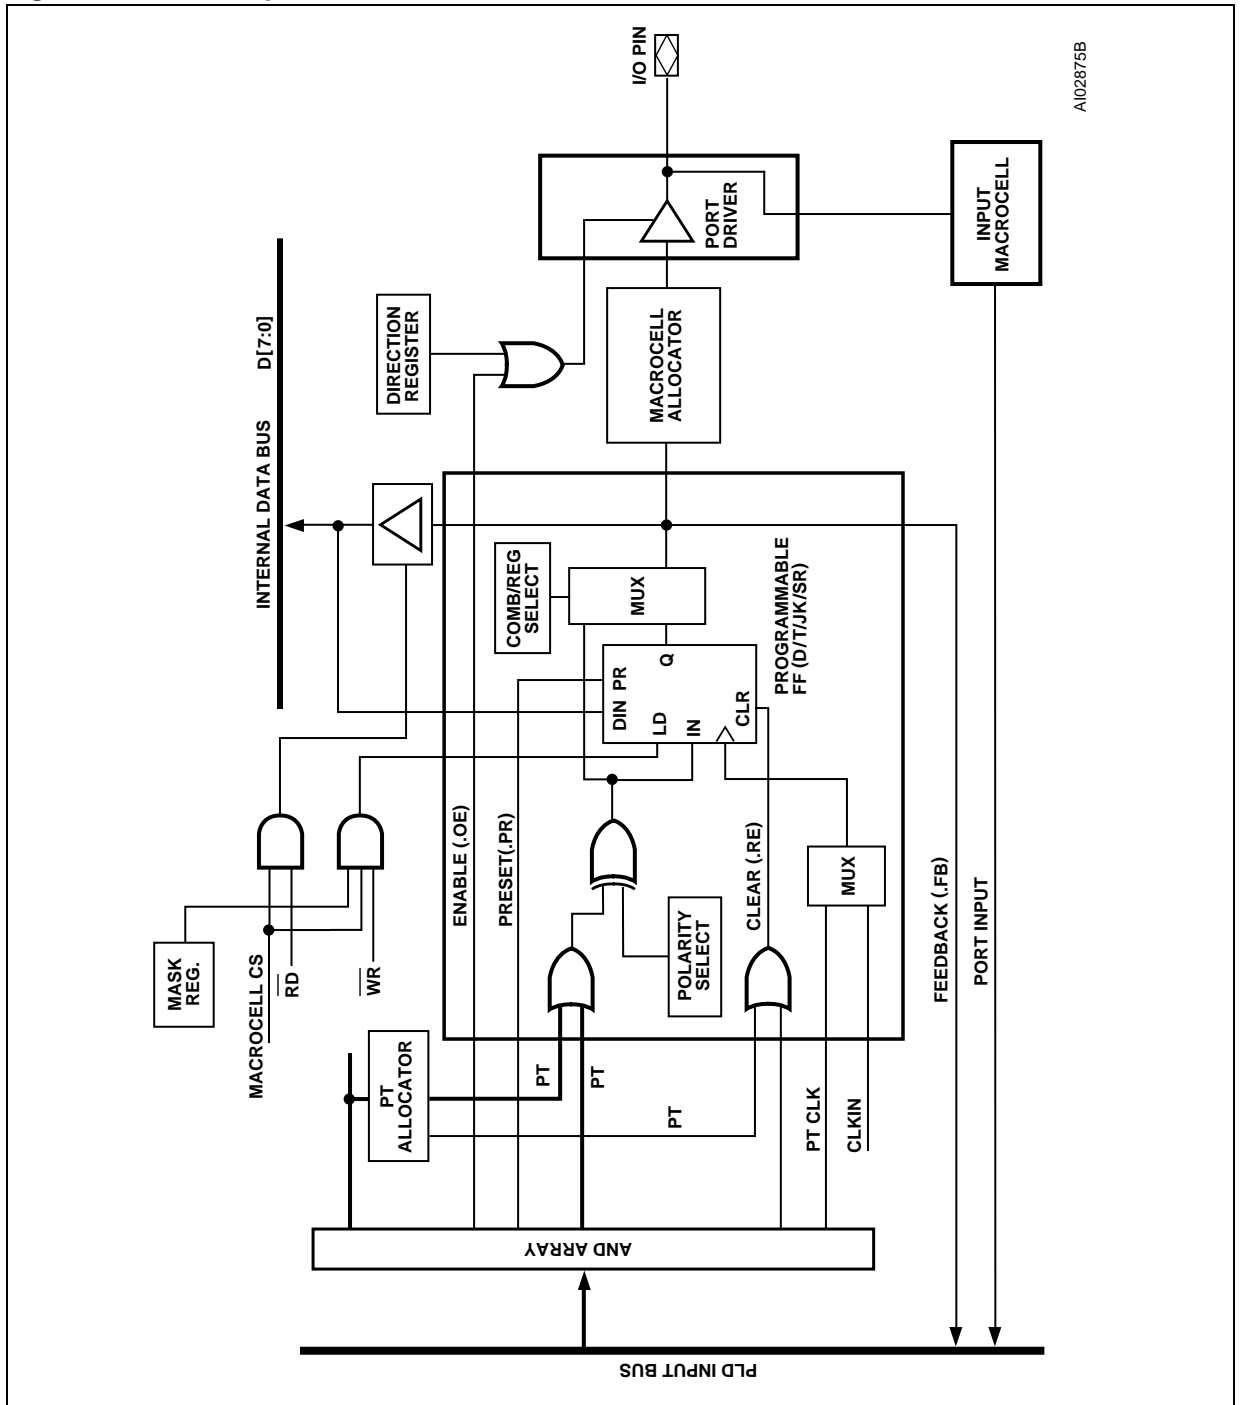 MASK
REG.
MACROCELL CS
RD
WR
INTERNAL DATA BUS D[7:0]
DIRECTION
REGISTER
PT
ALLOCATOR
ENABLE (.OE)
PRESET(.PR)
COMB/REG
SELECT
MUX
DIN PR
LD
Q
IN
CLR
PROGRAMMABLE
FF (D/T/JK/SR)
MACROCELL
ALLOCATOR
PORT
DRIVER
I/O PIN
PT
PT
PT
POLARITY
SELECT
CLEAR (.RE)
MUX
PT CLK
CLKIN
AND ARRAY
FEEDBACK (.FB)
PORT INPUT
INPUT
MACROCELL
PLD INPUT BUS
AI02875B